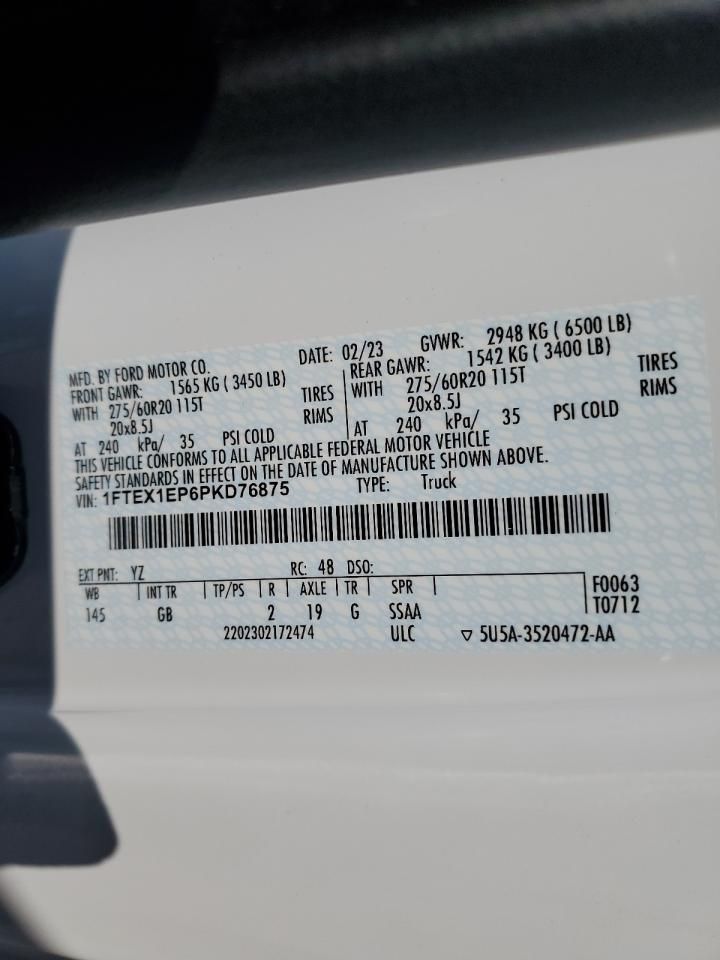 MFD. BY FORD MOTOR CO. DATE: 02/23 GVWR: 2948 KG ( 6500 LB)
FRONT GAWR: 1565 KG ( 3450 LB) REAR GAWR: 1542 KG ( 3400 LB)
WITH 275/60R20 115T TIRES WITH 275/60R20 115T TIRES
20x8.5J RIMS 20x8.5J RIMS
AT 240 kPa/ 35 PSI COLD AT 240 kPa/ 35 PSI COLD
THIS VEHICLE CONFORMS TO ALL APPLICABLE FEDERAL MOTOR VEHICLE
SAFETY STANDARDS IN EFFECT ON THE DATE OF MANUFACTURE SHOWN ABOVE.
VIN: 1FTEX1EP6PKD76875 TYPE: Truck
EXT PNT: YZ RC: 48 DSO:
WB INT TR TP/PS R AXLE TR SPR F0063
145 GB 2 19 G SSAA T0712
2202302172474 ULC ▽ 5U5A-3520472-AA